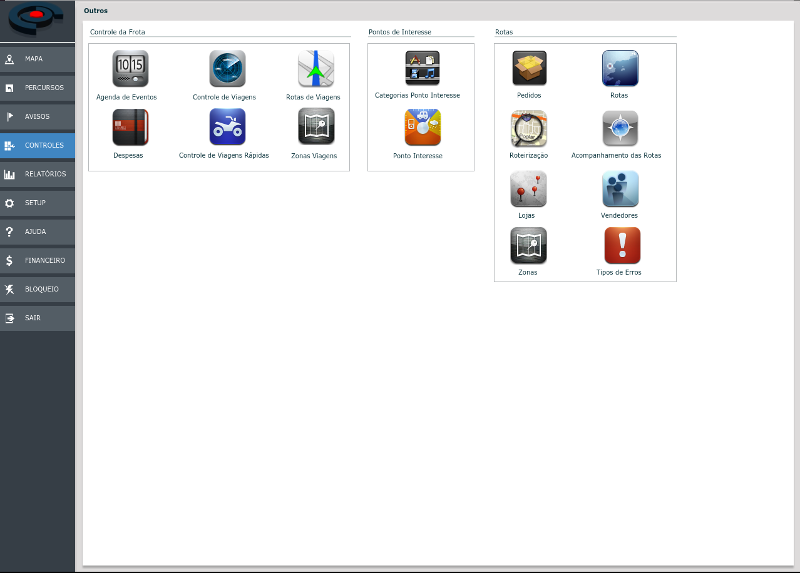 Outros
MAPA
PERCURSOS
AVISOS
CONTROLES
RELATÓRIOS
SETUP
AJUDA
FINANCEIRO
BLOQUEIO
SAIR
Controle da Frota
10 15
Agenda de Eventos
Controle de Viagens
Rotas de Viagens
Despesas
Controle de Viagens Rápidas
Zonas Viagens
Pontos de Interesse
Categorias Ponto Interesse
Ponto Interesse
Rotas
Pedidos
Rotas
Roteirização
Acompanhamento das Rotas
Lojas
Vendedores
Zonas
Tipos de Erros